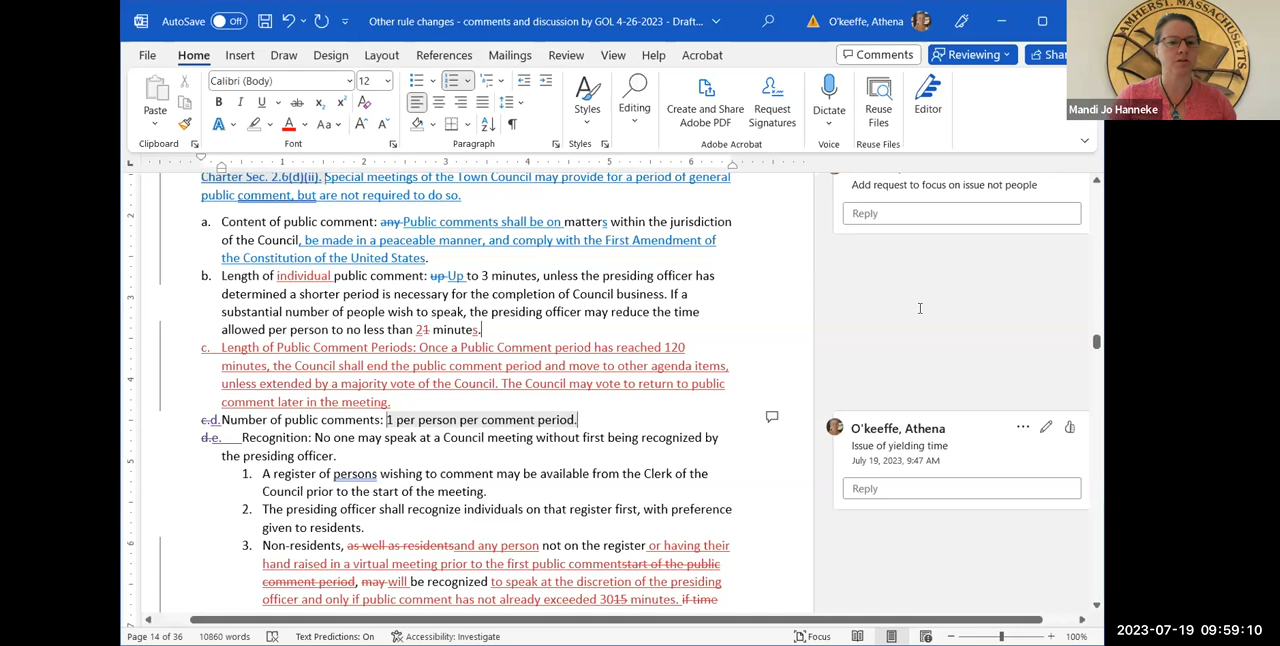 AutoSave Off Other rule changes - comments and discussion by GOL 4-26-2023 - Draft... O'keeffe, Athena
File Home Insert Draw Design Layout References Mailings Review View Help Acrobat Comments Reviewing Shar
AMHERST, MASSACHUSETTS
Mandi Jo Hanneke
Calibri (Body) 12
Paste
B I U ab x2 x2 A
A A Aa A A
Styles Editing Create and Share Adobe PDF Request Signatures Dictate Reuse Files Editor
Clipboard Font Paragraph Styles Adobe Acrobat Voice Reuse Files
1 2 3 4 5 6
Charter Sec. 2.6(d)(ii). Special meetings of the Town Council may provide for a period of general
public comment, but are not required to do so.
a. Content of public comment: any Public comments shall be on matters within the jurisdiction
of the Council, be made in a peaceable manner, and comply with the First Amendment of
the Constitution of the United States.
b. Length of individual public comment: up Up to 3 minutes, unless the presiding officer has
determined a shorter period is necessary for the completion of Council business. If a
substantial number of people wish to speak, the presiding officer may reduce the time
allowed per person to no less than 21 minutes.
c. Length of Public Comment Periods: Once a Public Comment period has reached 120
minutes, the Council shall end the public comment period and move to other agenda items,
unless extended by a majority vote of the Council. The Council may vote to return to public
comment later in the meeting.
c.d. Number of public comments: 1 per person per comment period.
d.e. Recognition: No one may speak at a Council meeting without first being recognized by
the presiding officer.
1. A register of persons wishing to comment may be available from the Clerk of the
Council prior to the start of the meeting.
2. The presiding officer shall recognize individuals on that register first, with preference
given to residents.
3. Non-residents, as well as residentsand any person not on the register or having their
hand raised in a virtual meeting prior to the first public commentstart of the public
comment period, may will be recognized to speak at the discretion of the presiding
officer and only if public comment has not already exceeded 3015 minutes. if time
Add request to focus on issue not people
Reply
O'keeffe, Athena
Issue of yielding time
July 19, 2023, 9:47 AM
Reply
Page 14 of 36 10860 words Text Predictions: On Accessibility: Investigate Focus 100%
2023-07-19 09:59:10